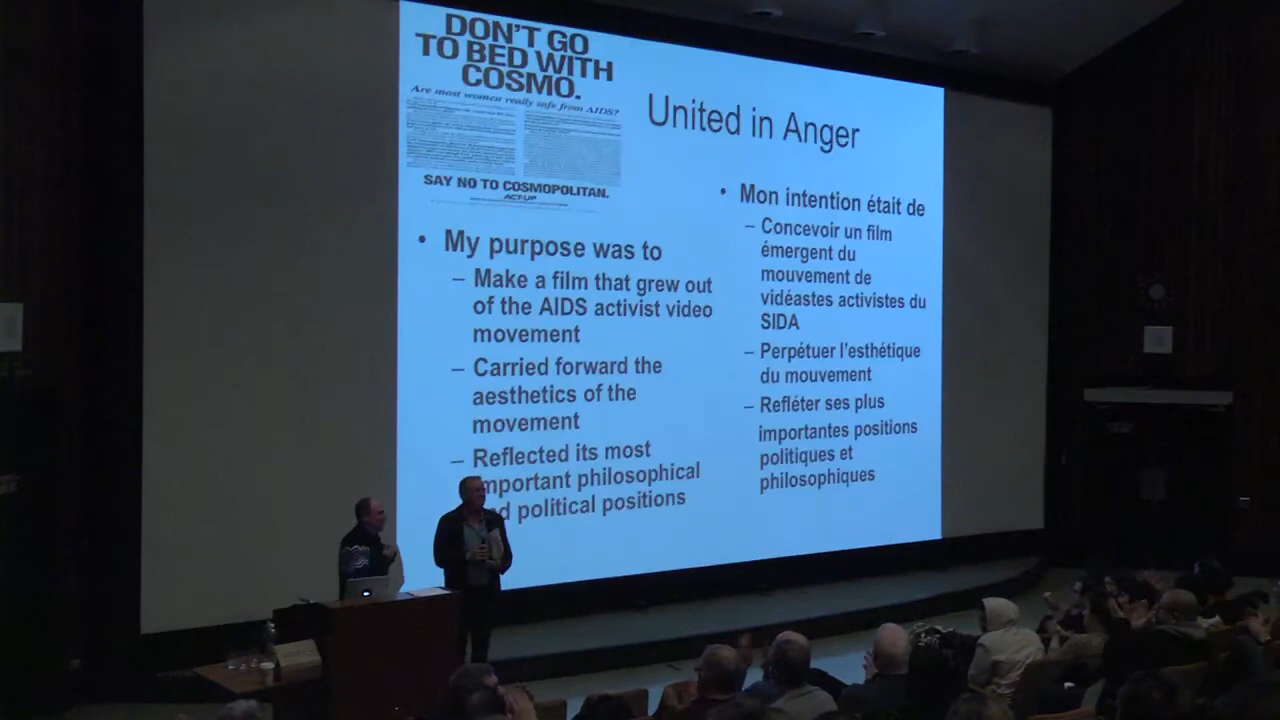 DON'T GO
TO BED WITH
COSMO.
Are most women really safe from AIDS?
SAY NO TO COSMOPOLITAN.
ACT UP
United in Anger
• My purpose was to
– Make a film that grew out
of the AIDS activist video
movement
– Carried forward the
aesthetics of the
movement
– Reflected its most
important philosophical
and political positions
• Mon intention était de
– Concevoir un film
émergent du
mouvement de
vidéastes activistes du
SIDA
– Perpétuer l'esthétique
du mouvement
– Refléter ses plus
importantes positions
politiques et
philosophiques